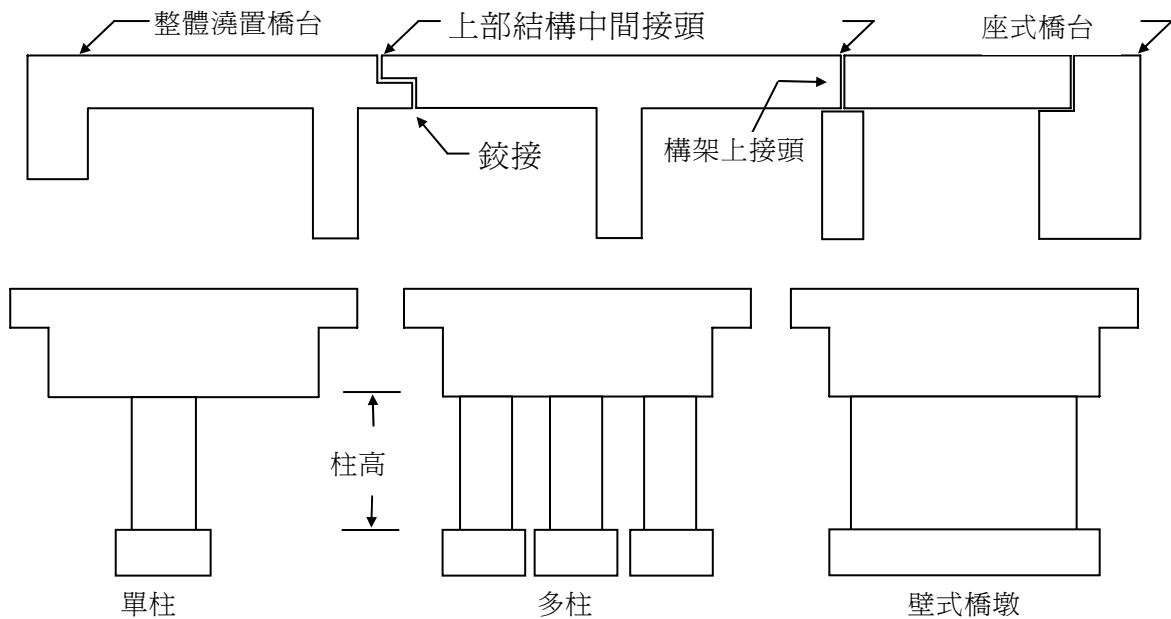 整體澆置橋台
上部結構中間接頭
座式橋台
鉸接
構架上接頭
柱高
單柱
多柱
壁式橋墩